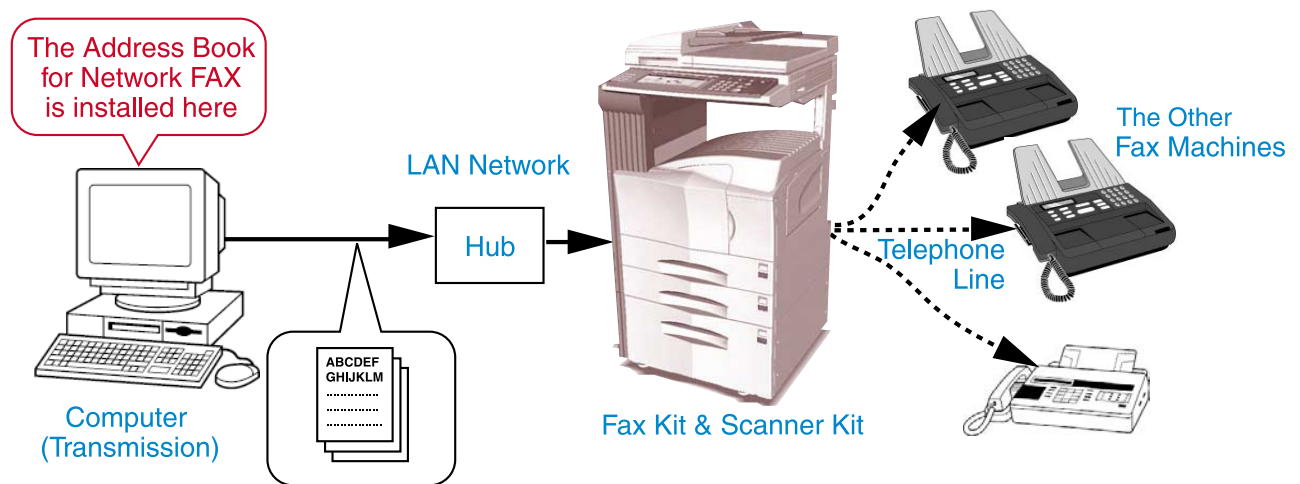 The Address Book
for Network FAX
is installed here
LAN Network
Hub
The Other
Fax Machines
Telephone
Line
ABCDEF
GHIJKLM
Computer
(Transmission)
Fax Kit & Scanner Kit